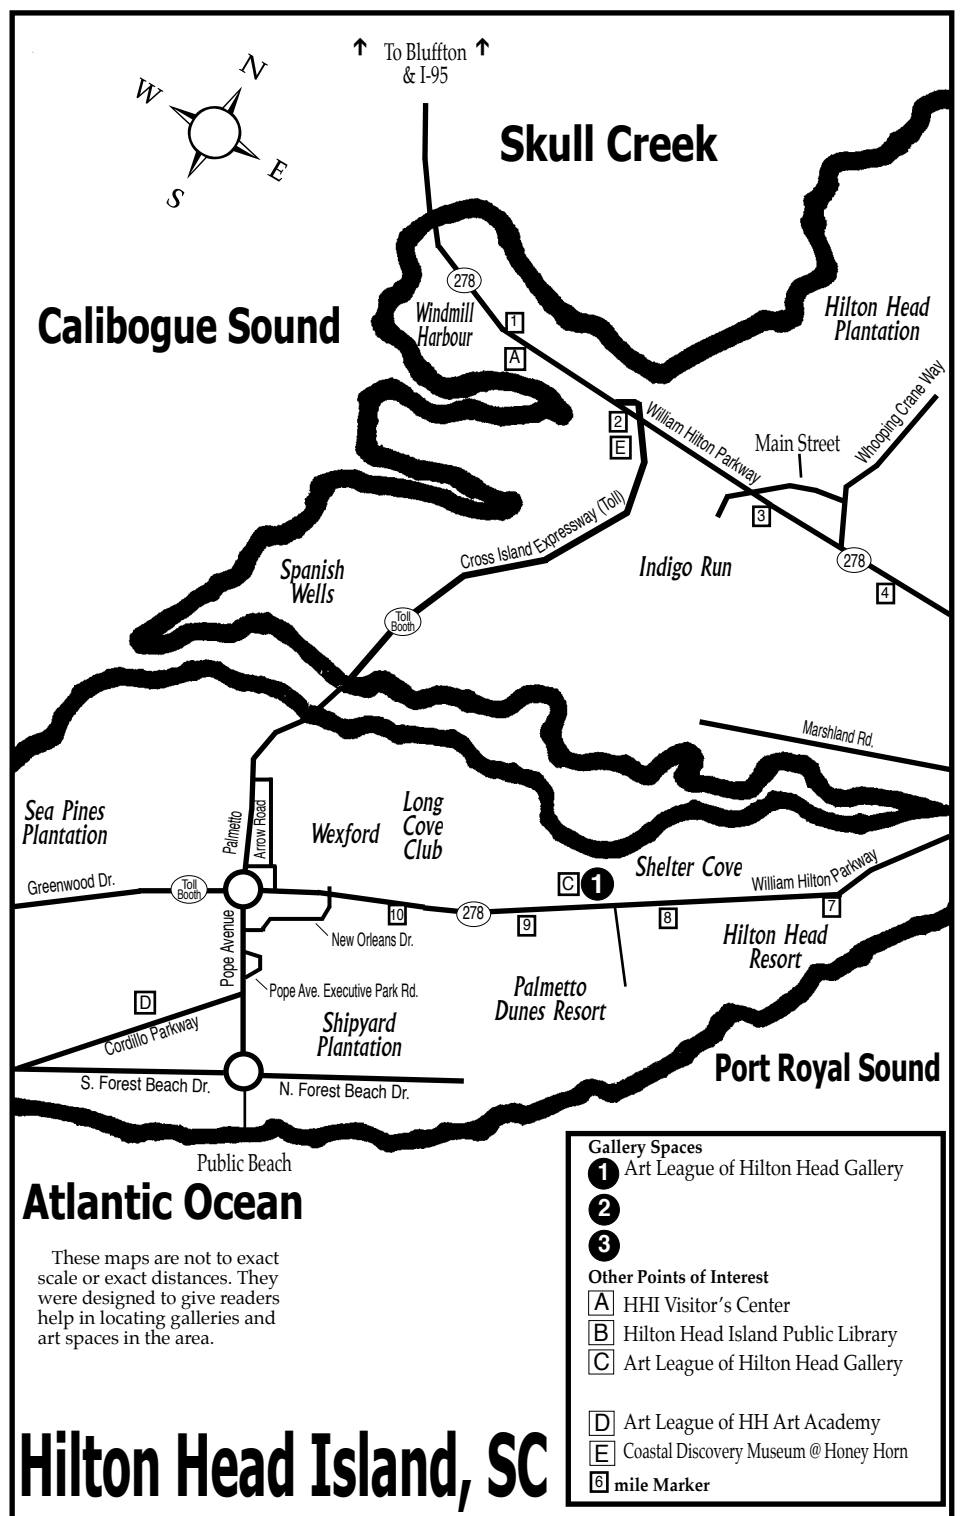 To Bluffton
& I-95
N
W
E
S
Skull Creek
278
Calibogue Sound
Windmill
Harbour
1
A
Hilton Head
Plantation
2
E
William Hilton Parkway
Main Street
Whooping Crane Way
3
Cross Island Expressway (Toll)
Indigo Run
278
4
Spanish
Wells
Toll
Booth
Marshland Rd.
Sea Pines
Plantation
Palmetto
Arrow Road
Wexford
Long
Cove
Club
Shelter Cove
C
1
William Hilton Parkway
Greenwood Dr.
Toll
Booth
10
278
9
8
7
Pope Avenue
New Orleans Dr.
Hilton Head
Resort
Pope Ave. Executive Park Rd.
Palmetto
Dunes Resort
D
Cordillo Parkway
Shipyard
Plantation
Port Royal Sound
S. Forest Beach Dr.
N. Forest Beach Dr.
Public Beach
Atlantic Ocean
These maps are not to exact
scale or exact distances. They
were designed to give readers
help in locating galleries and
art spaces in the area.
Hilton Head Island, SC
Gallery Spaces
1 Art League of Hilton Head Gallery
2
3
Other Points of Interest
A HHI Visitor's Center
B Hilton Head Island Public Library
C Art League of Hilton Head Gallery
D Art League of HH Art Academy
E Coastal Discovery Museum @ Honey Horn
6 mile Marker